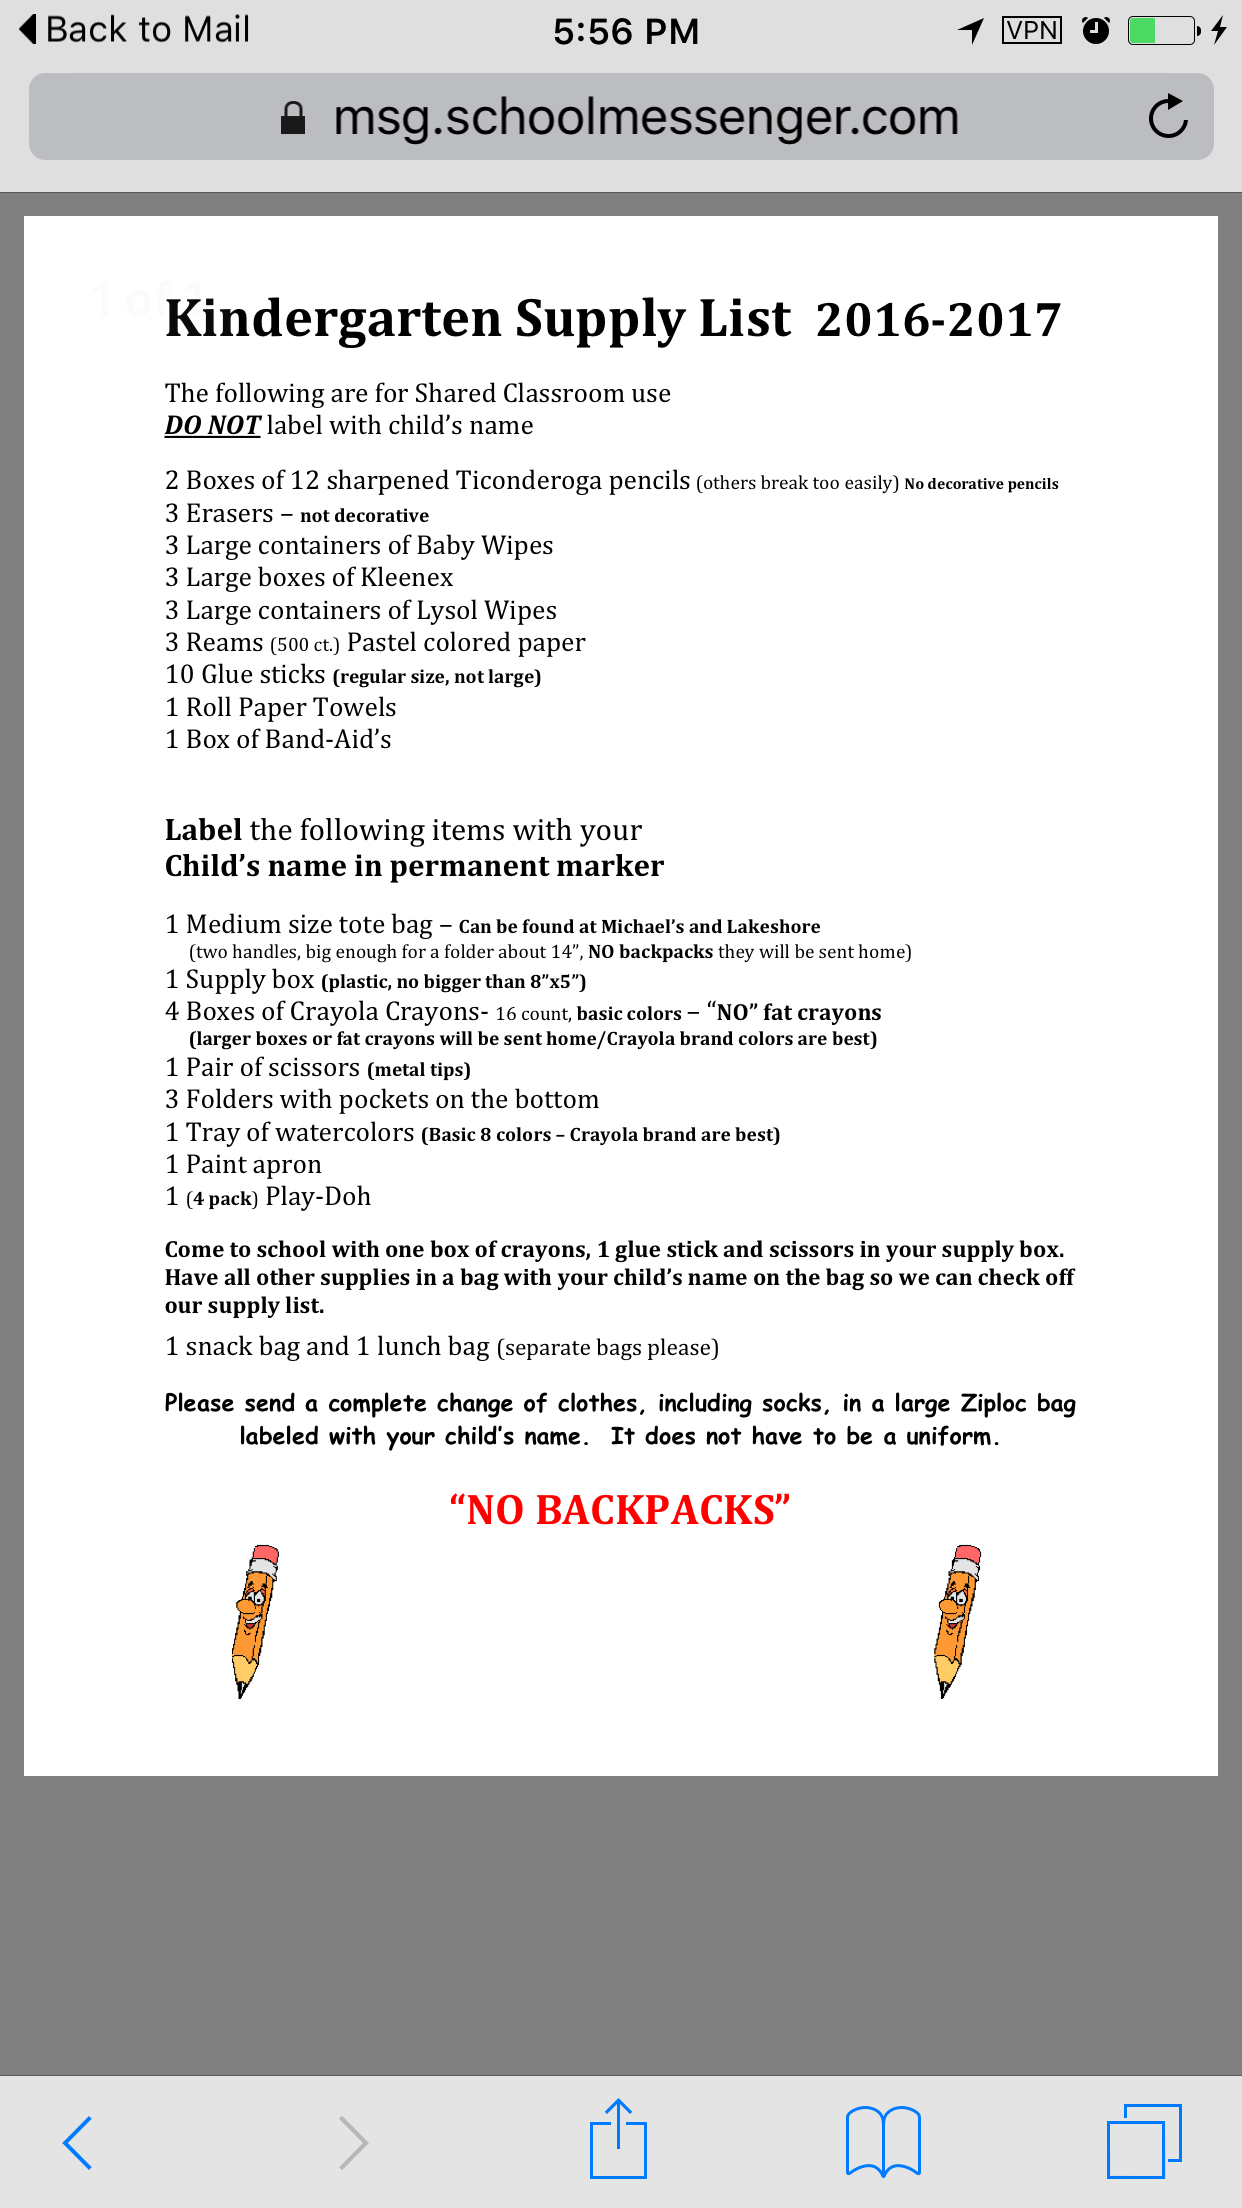 Back to Mail 5:56 PM VPN
msg.schoolmessenger.com
1 of 1
Kindergarten Supply List 2016-2017
The following are for Shared Classroom use
DO NOT label with child’s name
2 Boxes of 12 sharpened Ticonderoga pencils (others break too easily) No decorative pencils
3 Erasers – not decorative
3 Large containers of Baby Wipes
3 Large boxes of Kleenex
3 Large containers of Lysol Wipes
3 Reams (500 ct.) Pastel colored paper
10 Glue sticks (regular size, not large)
1 Roll Paper Towels
1 Box of Band-Aid’s
Label the following items with your
Child’s name in permanent marker
1 Medium size tote bag – Can be found at Michael’s and Lakeshore
(two handles, big enough for a folder about 14”, NO backpacks they will be sent home)
1 Supply box (plastic, no bigger than 8”x5”)
4 Boxes of Crayola Crayons- 16 count, basic colors – “NO” fat crayons
(larger boxes or fat crayons will be sent home/Crayola brand colors are best)
1 Pair of scissors (metal tips)
3 Folders with pockets on the bottom
1 Tray of watercolors (Basic 8 colors – Crayola brand are best)
1 Paint apron
1 (4 pack) Play-Doh
Come to school with one box of crayons, 1 glue stick and scissors in your supply box.
Have all other supplies in a bag with your child’s name on the bag so we can check off
our supply list.
1 snack bag and 1 lunch bag (separate bags please)
Please send a complete change of clothes, including socks, in a large Ziploc bag
labeled with your child’s name. It does not have to be a uniform.
“NO BACKPACKS”